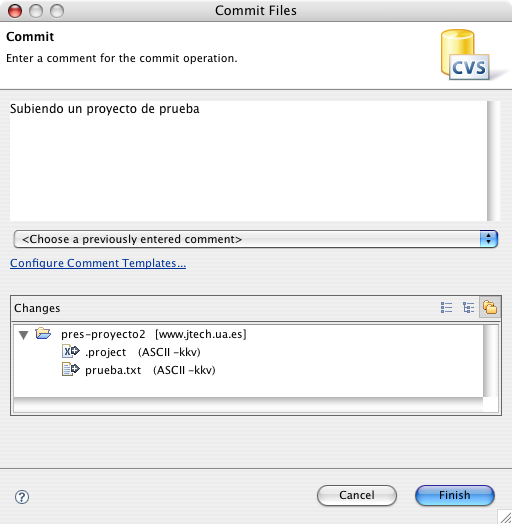 Commit Files
Commit
Enter a comment for the commit operation.
CVS
Subiendo un proyecto de prueba
<Choose a previously entered comment>
Configure Comment Templates...
Changes
pres-proyecto2 [www.jtech.ua.es]
.project (ASCII -kkv)
prueba.txt (ASCII -kkv)
? Cancel Finish